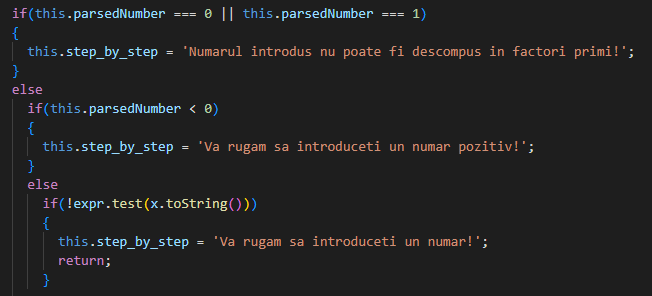 if(this.parsedNumber === 0 || this.parsedNumber === 1)
{
this.step_by_step = 'Numarul introdus nu poate fi descompus in factori primi!';
}
else
if(this.parsedNumber < 0)
{
this.step_by_step = 'Va rugam sa introduceti un numar pozitiv!';
}
else
if(!expr.test(x.toString()))
{
this.step_by_step = 'Va rugam sa introduceti un numar!';
return;
}